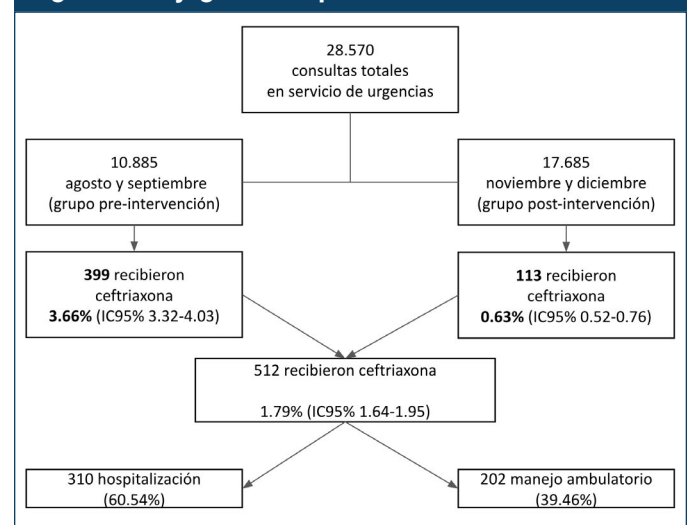 28.570
consultas totales
en servicio de urgencias
10.885
agosto y septiembre
(grupo pre-intervención)
17.685
noviembre y diciembre
(grupo post-intervención)
399 recibieron
ceftriaxona
3.66% (IC95% 3.32-4.03)
113 recibieron
ceftriaxona
0.63% (IC95% 0.52-0.76)
512 recibieron ceftriaxona
1.79% (IC95% 1.64-1.95)
310 hospitalización
(60.54%)
202 manejo ambulatorio
(39.46%)